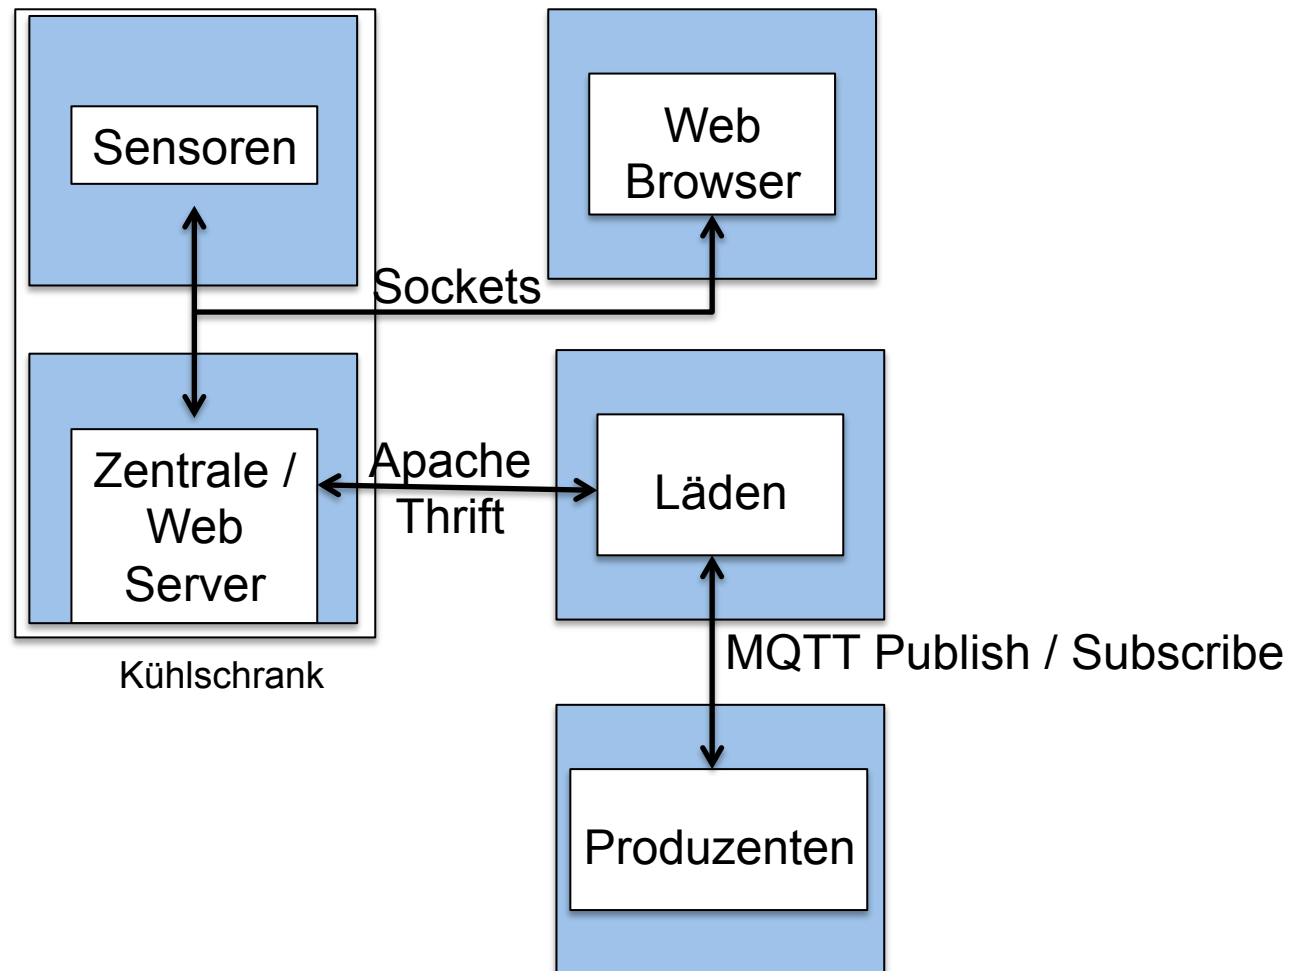 Sensoren
Web
Browser
Sockets
Zentrale /
Web
Server
Apache
Thrift
Läden
Kühlschrank
MQTT Publish / Subscribe
Produzenten